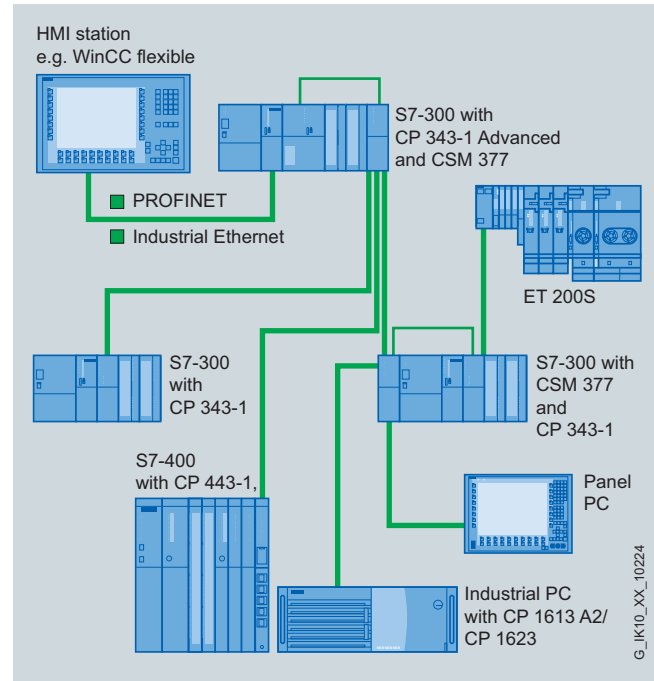 HMI station
e.g. WinCC flexible
S7-300 with
CP 343-1 Advanced
and CSM 377
PROFINET
Industrial Ethernet
ET 200S
S7-300
with
CP 343-1
S7-300 with
CSM 377
and
CP 343-1
S7-400
with CP 443-1,
Panel
PC
Industrial PC
with CP 1613 A2/
CP 1623
G_IK10_XX_10224